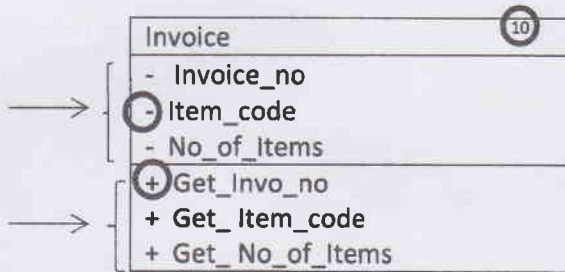 Invoice 10
- Invoice_no
- Item_code
- No_of_Items
+ Get_Invo_no
+ Get_ Item_code
+ Get_ No_of_Items